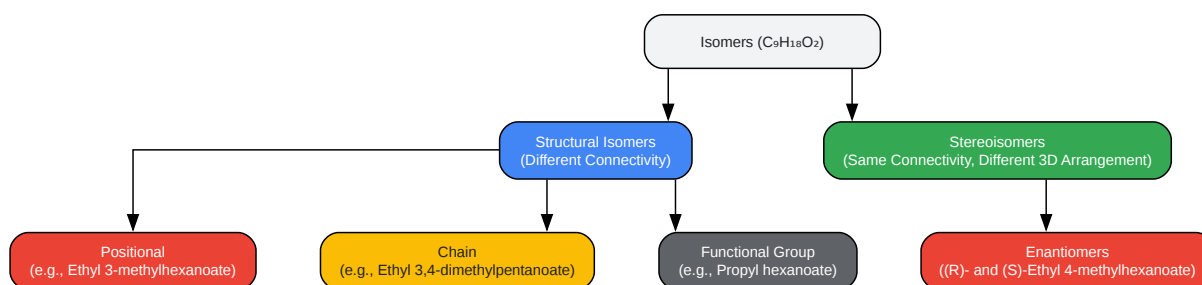 Isomers (C₉H₁₈O₂)
Structural Isomers
(Different Connectivity)
Stereoisomers
(Same Connectivity, Different 3D Arrangement)
Positional
(e.g., Ethyl 3-methylhexanoate)
Chain
(e.g., Ethyl 3,4-dimethylpentanoate)
Functional Group
(e.g., Propyl hexanoate)
Enantiomers
((R)- and (S)-Ethyl 4-methylhexanoate)